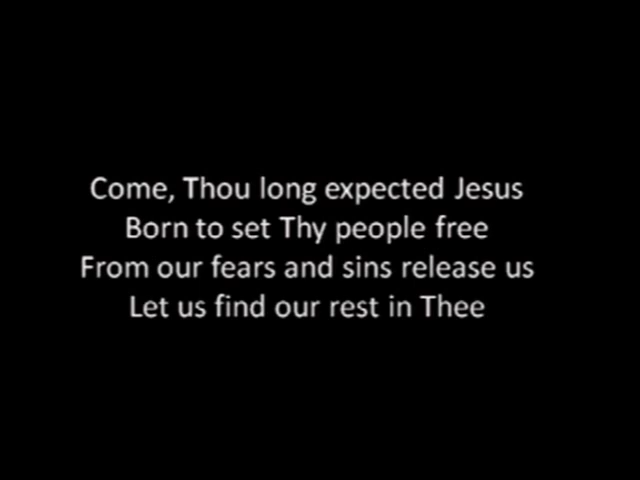 Come, Thou long expected Jesus
Born to set Thy people free
From our fears and sins release us
Let us find our rest in Thee